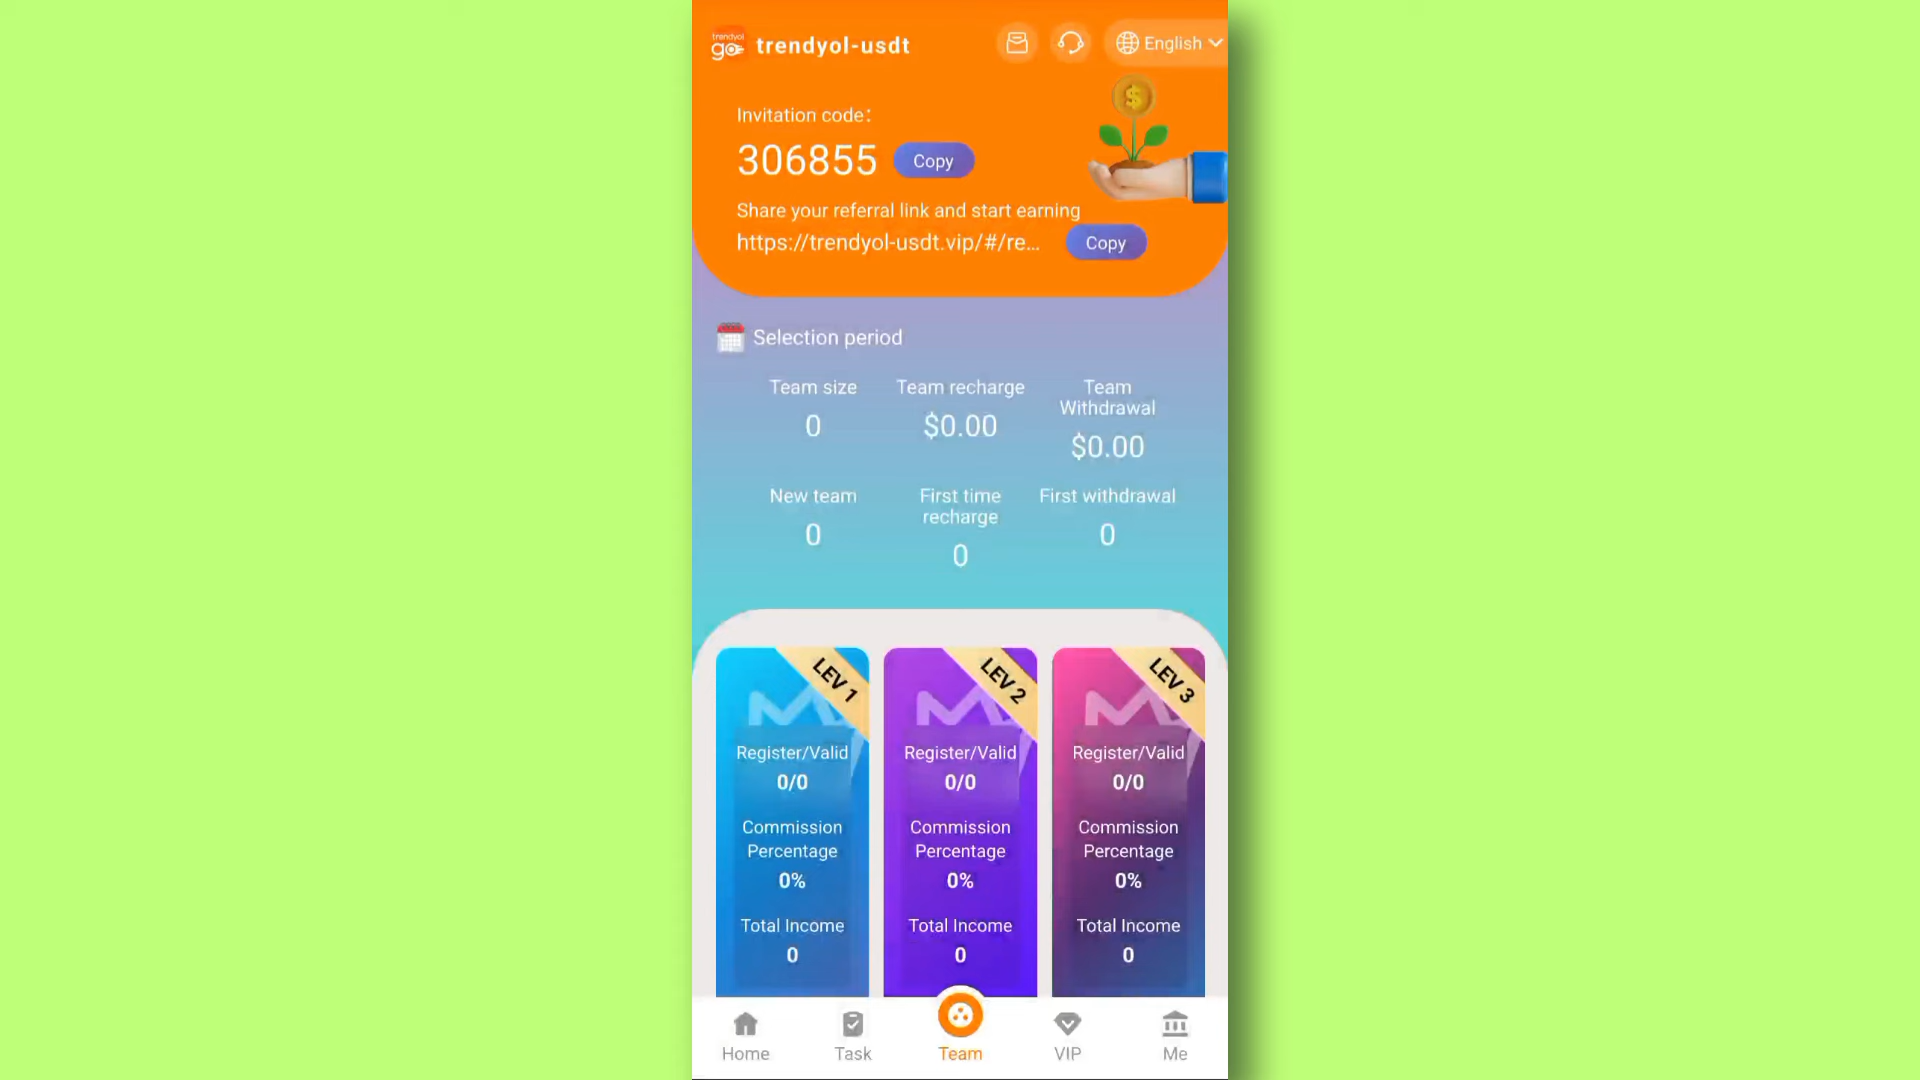 trendyol
go
trendyol-usdt
English
Invitation code:
306855
Copy
Share your referral link and start earning
https://trendyol-usdt.vip/#/re...
Copy
Selection period
Team size
0
Team recharge
$0.00
Team
Withdrawal
$0.00
New team
0
First time
recharge
0
First withdrawal
0
LEV 1
Register/Valid
0/0
Commission
Percentage
0%
Total Income
0
LEV 2
Register/Valid
0/0
Commission
Percentage
0%
Total Income
0
LEV 3
Register/Valid
0/0
Commission
Percentage
0%
Total Income
0
Home
Task
Team
VIP
Me